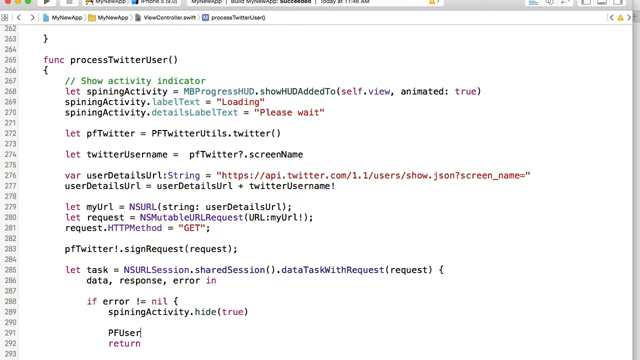 MyNewApp
iPhone 5 (9.0)
MyNewApp
Build MyNewApp: Succeeded
Today at 11:46 AM
MyNewApp
MyNewApp
ViewController.swift
processTwitterUser()
262
263 }
264
265 func processTwitterUser()
266 {
267 // Show activity indicator
268 let spiningActivity = MBProgressHUD.showHUDAddedTo(self.view, animated: true)
269 spiningActivity.labelText = "Loading"
270 spiningActivity.detailsLabelText = "Please wait"
271
272 let pfTwitter = PFTwitterUtils.twitter()
273
274 let twitterUsername =  pfTwitter?.screenName
275
276 var userDetailsUrl:String = "https://api.twitter.com/1.1/users/show.json?screen_name="
277 userDetailsUrl = userDetailsUrl + twitterUsername!
278
279 let myUrl = NSURL(string: userDetailsUrl);
280 let request = NSMutableURLRequest(URL:myUrl!);
281 request.HTTPMethod = "GET";
282
283 pfTwitter!.signRequest(request);
284
285 let task = NSURLSession.sharedSession().dataTaskWithRequest(request) {
286 data, response, error in
287
288 if error != nil {
289 spiningActivity.hide(true)
290
291 PFUser
292 return